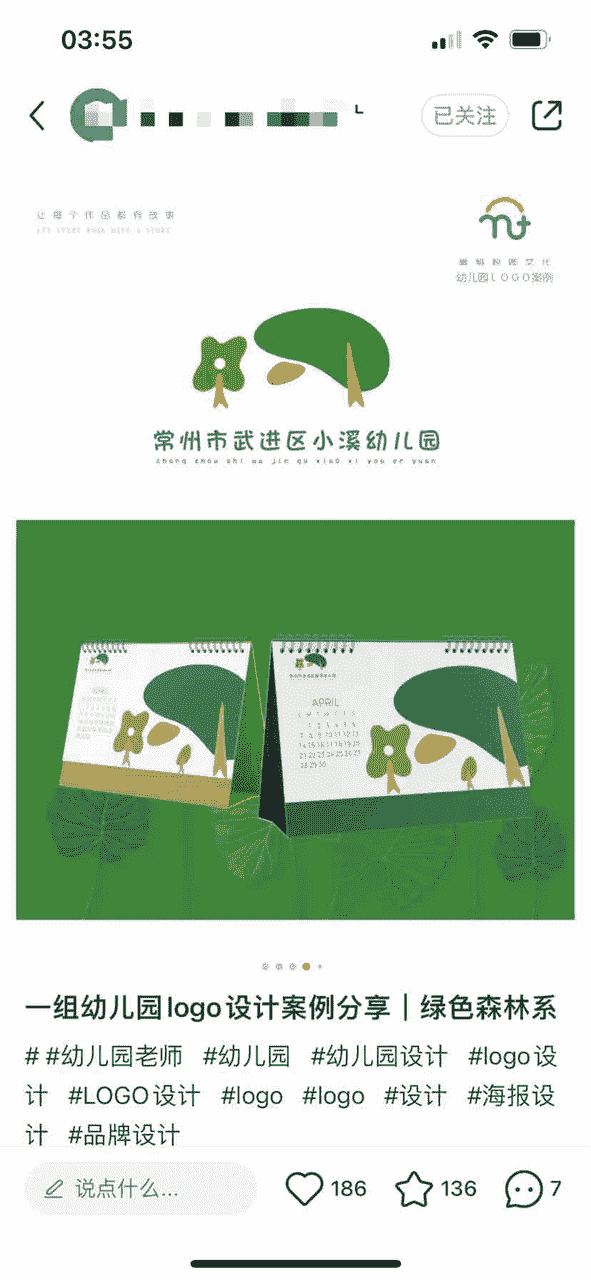 03:55
已关注
让每个作品都有故事
幼儿园LOGO案例
常州市武进区小溪幼儿园
chang zhou shi wu jin qu xiao xi you er yuan
APRIL
一组幼儿园logo设计案例分享｜绿色森林系
# #幼儿园老师 #幼儿园 #幼儿园设计 #logo设
计 #LOGO设计 #logo #logo #设计 #海报设
计 #品牌设计
说点什么...
186
136
7